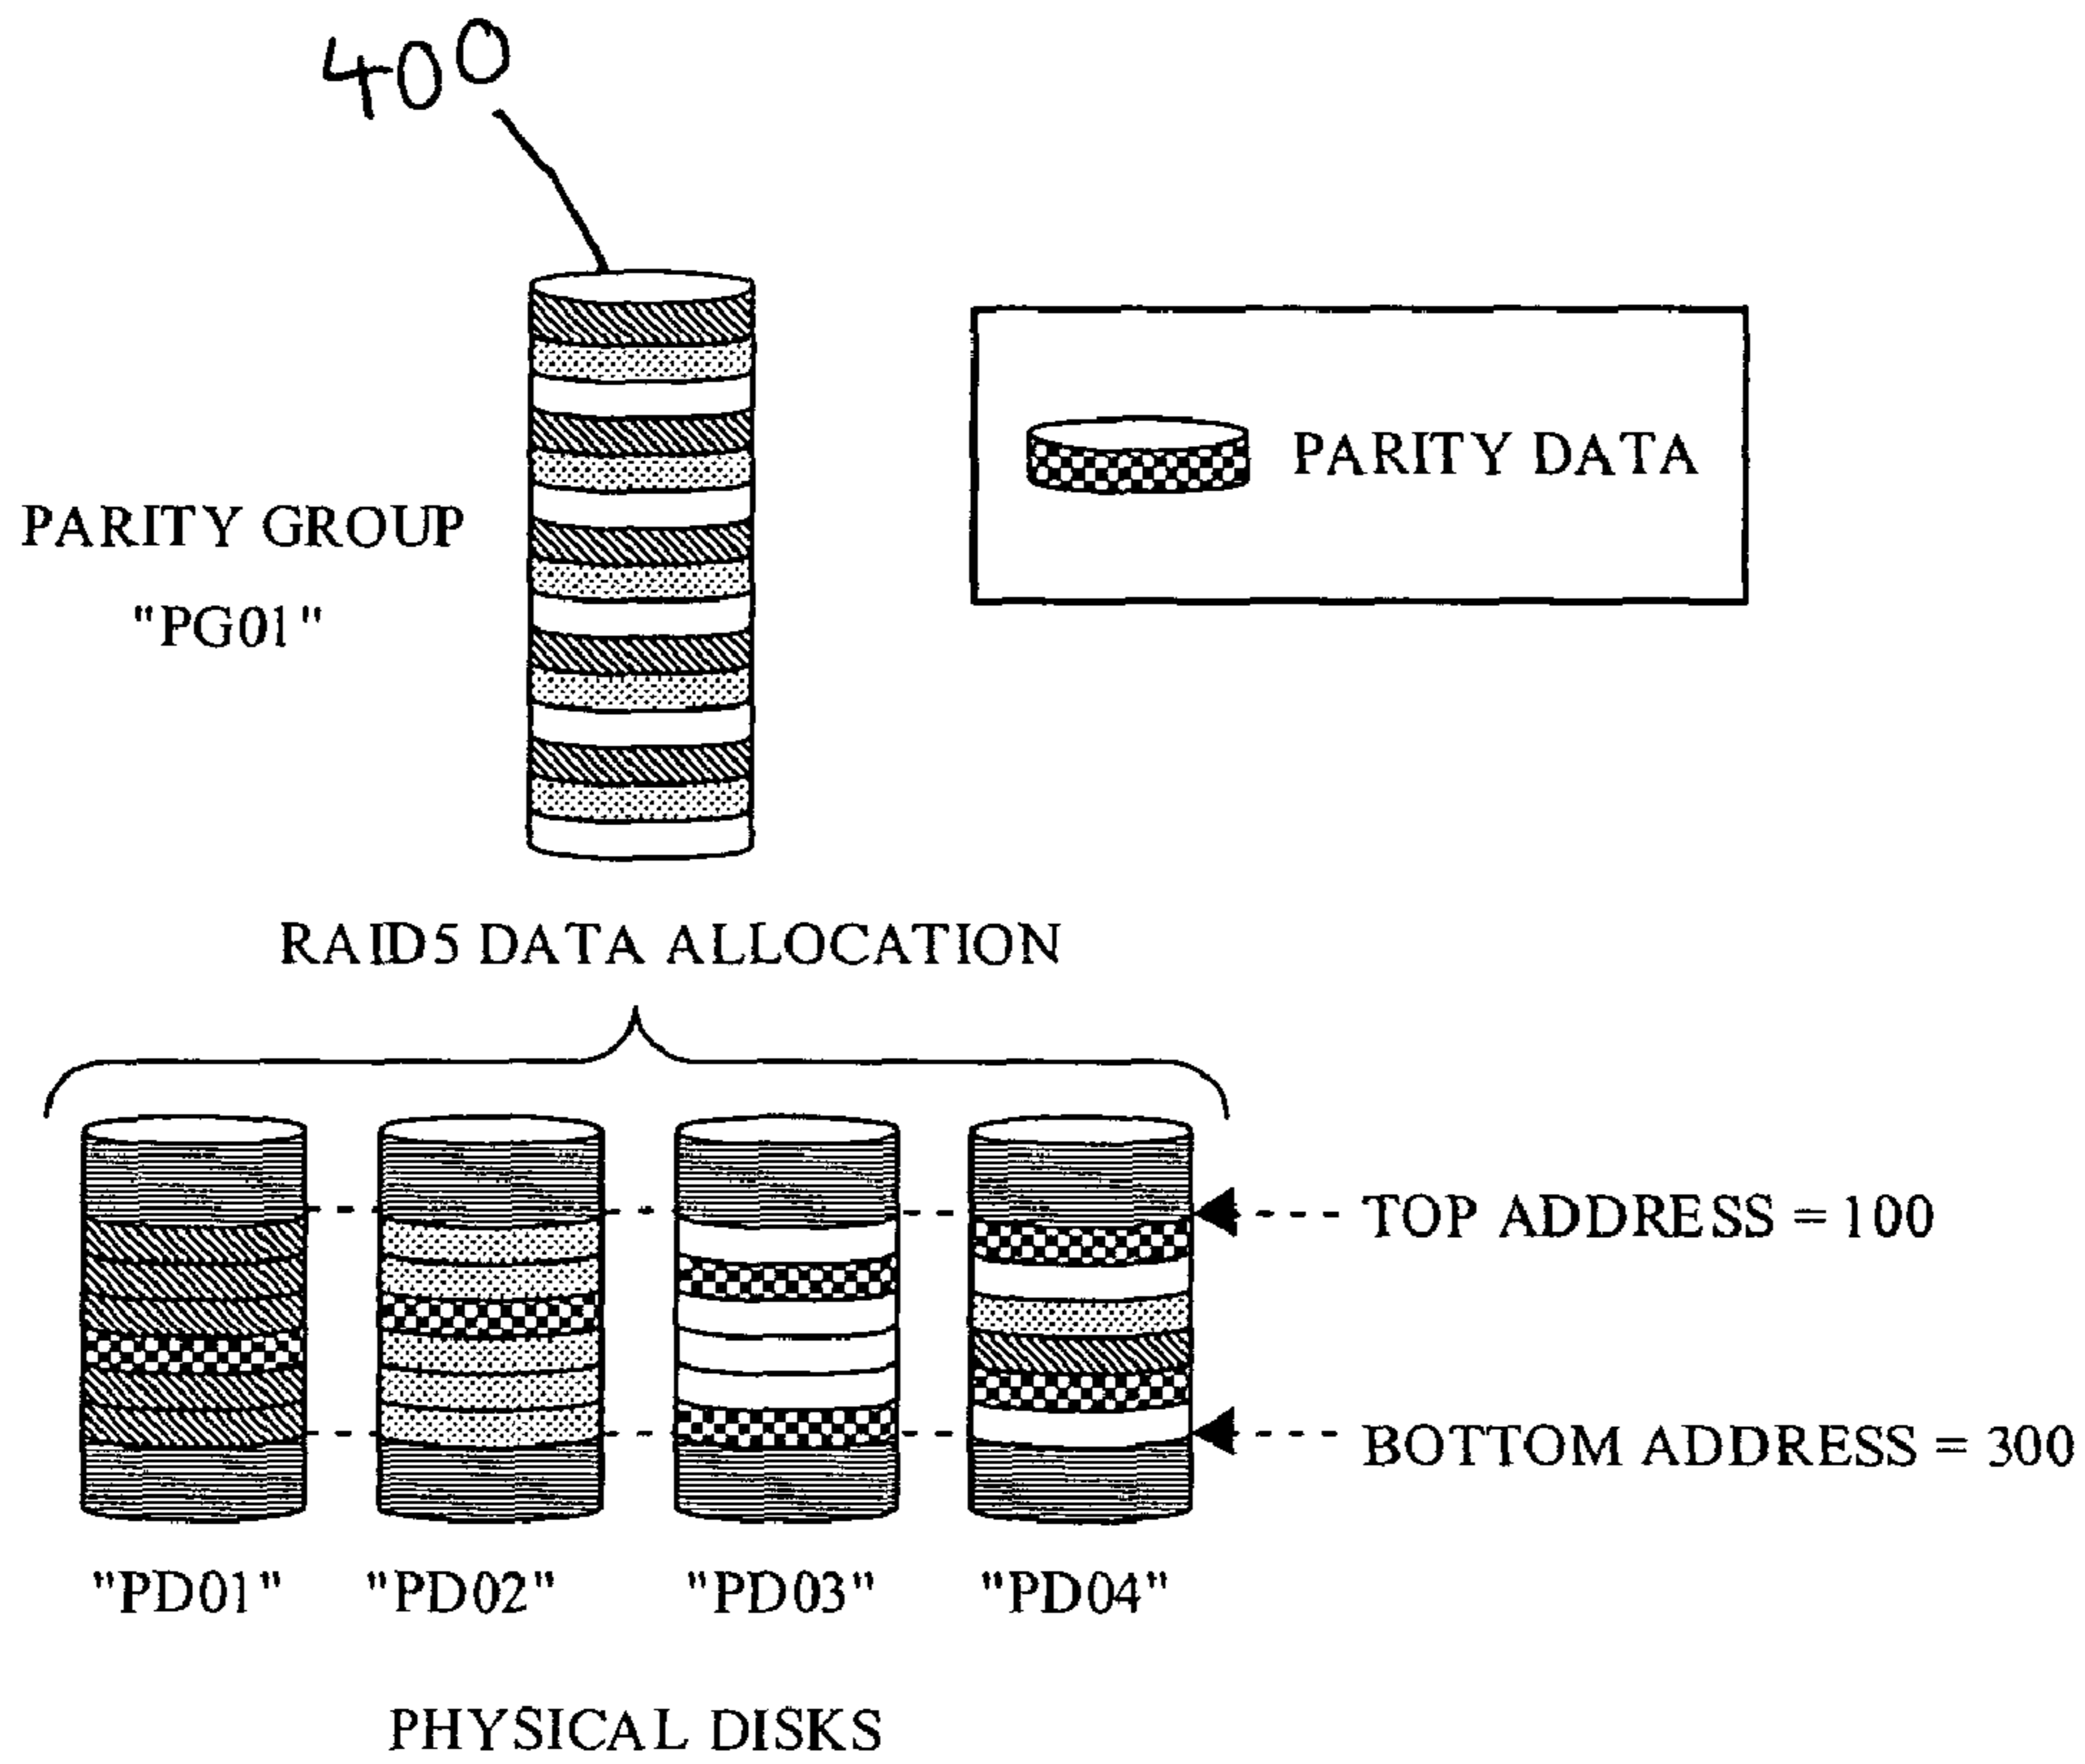 400
PARITY DATA
PARITY GROUP
"PG01"
RAID5 DATA ALLOCATION
TOP ADDRESS = 100
BOTTOM ADDRESS = 300
"PD01" "PD02" "PD03" "PD04"
PHYSICAL DISKS